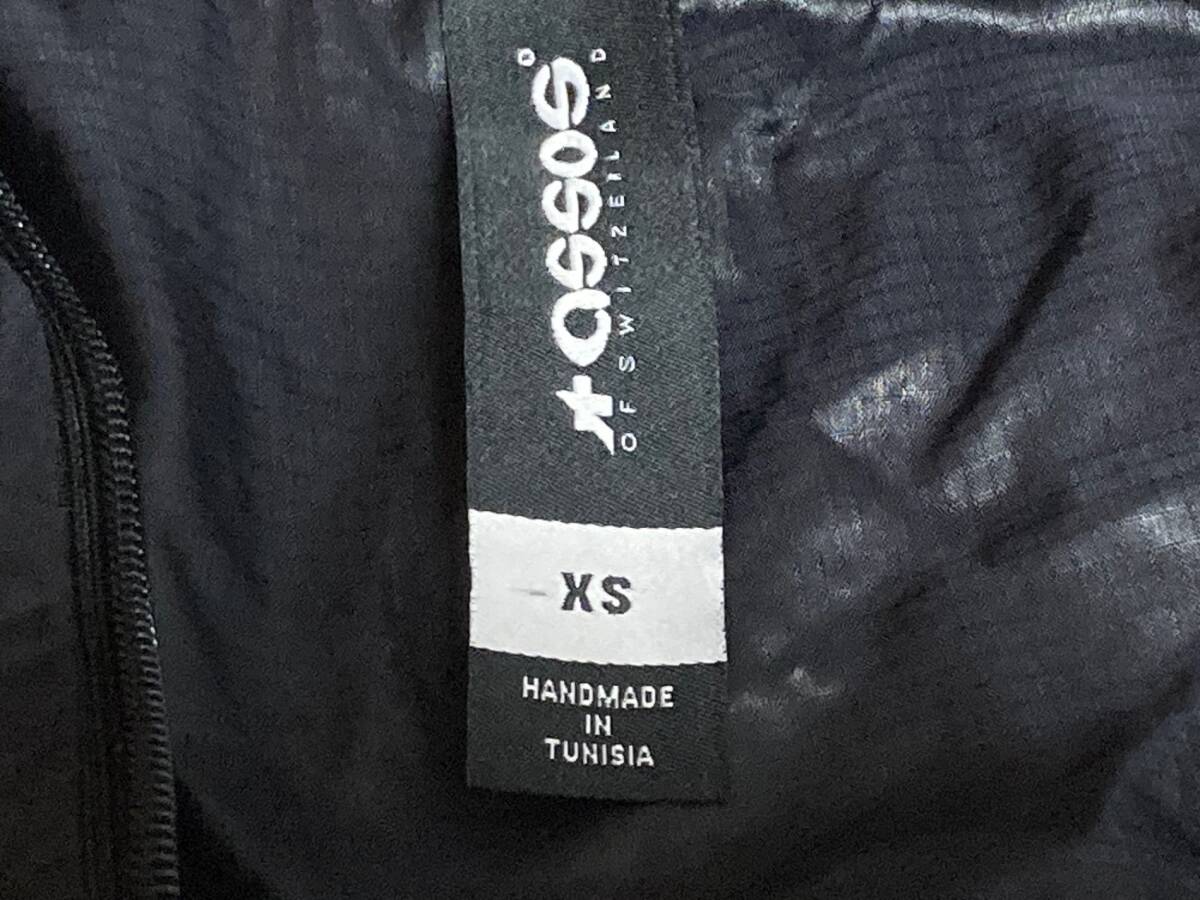 assos®
OF SWITZERLAND
XS
HANDMADE
IN
TUNISIA